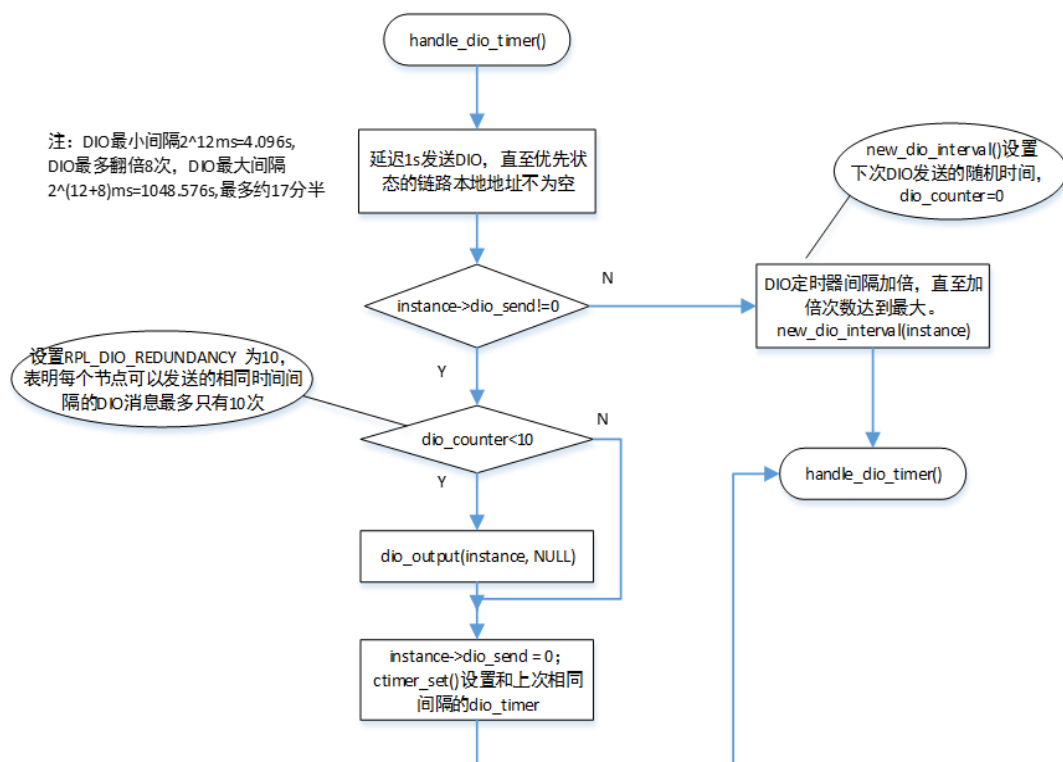 handle_dio_timer()
注：DIO最小间隔2^12ms=4.096s,
DIO最多翻倍8次，DIO最大间隔
2^(12+8)ms=1048.576s,最多约17分半
延迟1s发送DIO，直至优先状
态的链路本地地址不为空
new_dio_interval()设置
下次DIO发送的随机时间，
dio_counter=0
instance->dio_send!=0
N
DIO定时器间隔加倍，直至加
倍次数达到最大。
new_dio_interval(instance)
Y
设置RPL_DIO_REDUNDANCY 为10，
表明每个节点可以发送的相同时间间
隔的DIO消息最多只有10次
dio_counter<10
N
Y
handle_dio_timer()
dio_output(instance, NULL)
instance->dio_send = 0；
ctimer_set()设置和上次相同
间隔的dio_timer